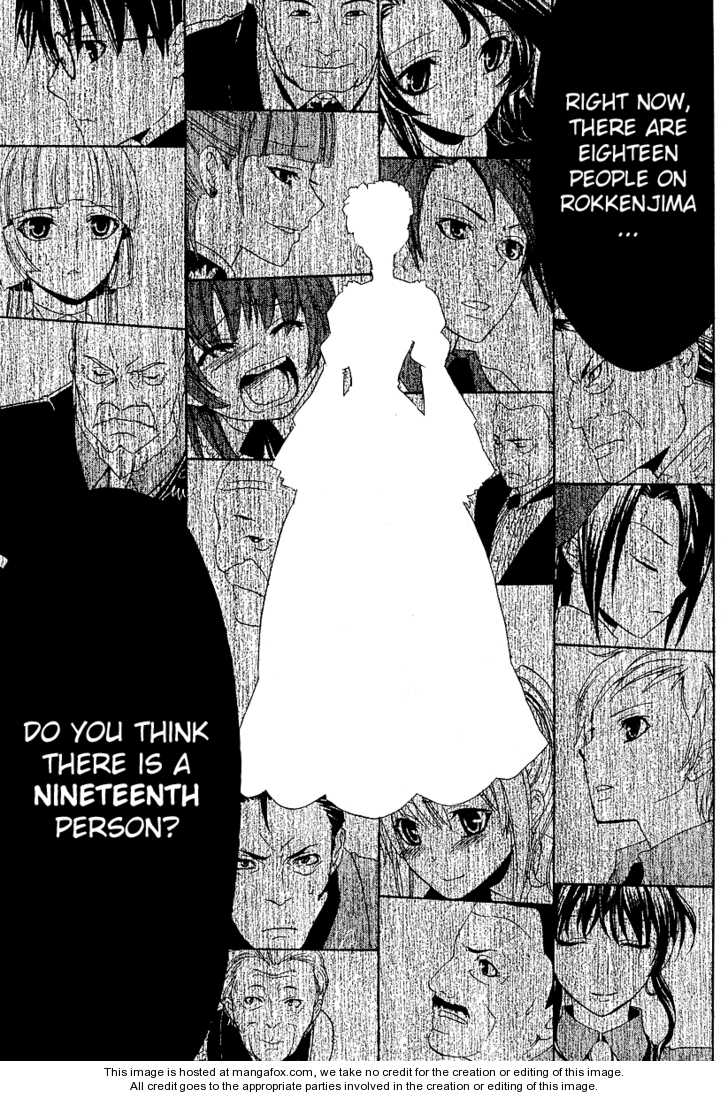 RIGHT NOW,
THERE ARE
EIGHTEEN
PEOPLE ON
ROKKENJIMA
...
DO YOU THINK
THERE IS A
NINETEENTH
PERSON?
This image is hosted at mangafox.com, we take no credit for the creation or editing of this image.
All credit goes to the appropriate parties involved in the creation or editing of this image.